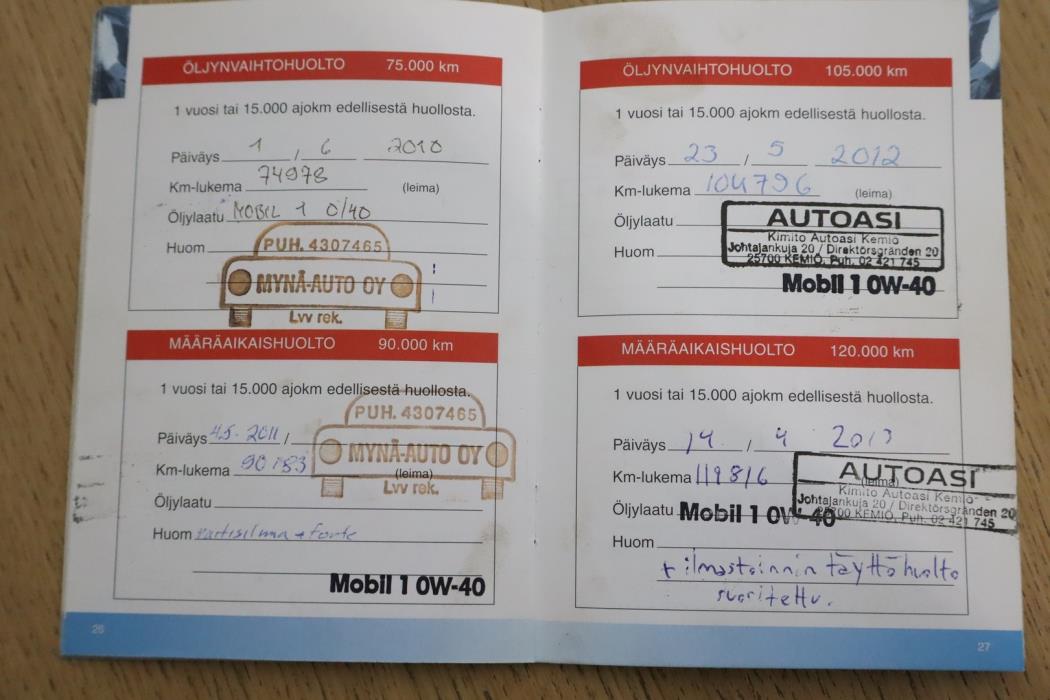 ÖLJYNVAIHTOHUOLTO 75.000 km
1 vuosi tai 15.000 ajokm edellisestä huollosta.
Päiväys 1 / 6 2010
Km-lukema 74978 (leima)
Öljylaatu MOBIL 1 0/40
Huom
PUH. 4307465
MYNÄ-AUTO OY
Lvv rek.
MÄÄRÄAIKAISHUOLTO 90.000 km
1 vuosi tai 15.000 ajokm edellisestä huollosta.
PUH. 4307465
Päiväys 4.5. 2011 /
MYNÄ-AUTO OY
Km-lukema 90183 (leima)
Lvv rek.
Öljylaatu
Huom + forte
Mobil 1 0W-40
26
ÖLJYNVAIHTOHUOLTO 105.000 km
1 vuosi tai 15.000 ajokm edellisestä huollosta.
Päiväys 23 / 5 2012
Km-lukema 104796 (leima)
Öljylaatu
AUTOASI
Kimito Autoasi Kemiö
Huom
Johtajankuja 20 / Direktörsgränden 20
25700 KEMIÖ, Puh. 02 421 745
Mobil 1 0W-40
MÄÄRÄAIKAISHUOLTO 120.000 km
1 vuosi tai 15.000 ajokm edellisestä huollosta.
Päiväys 14 / 4 2013
Km-lukema 119816 (leima)
AUTOASI
Kimito Autoasi Kemiö
Johtajankuja 20 / Direktörsgränden 20
25700 KEMIÖ, Puh. 02 421 745
Öljylaatu Mobil 1 0W-40
Huom
+ ilmastoinnin täyttöhuolto
suoritettu.
27